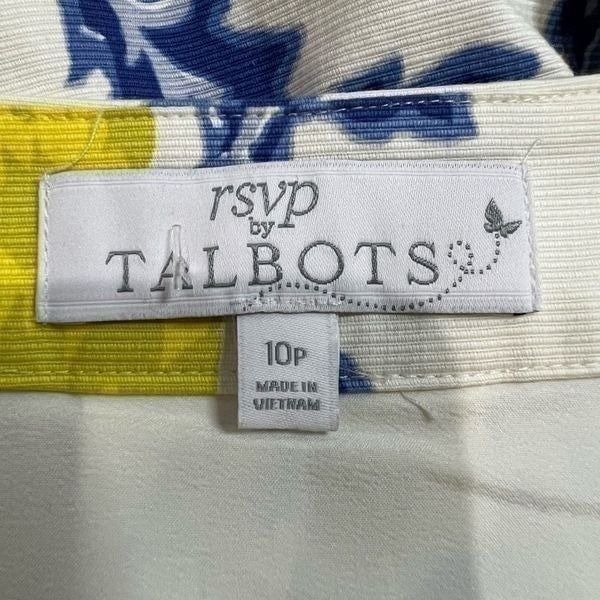 rsvp
by
TALBOTS
10P
MADE IN
VIETNAM